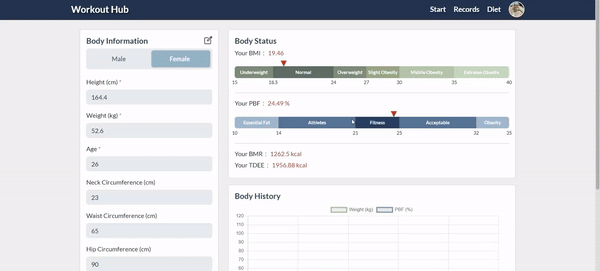 Workout Hub
Start Records Diet
Body Information
Male Female
Height (cm) *
164.4
Weight (kg) *
52.6
Age *
26
Neck Circumference (cm)
23
Waist Circumference (cm)
65
Hip Circumference (cm)
90
Body Status
Your BMI : 19.46
Underweight Normal Overweight Slight Obesity Middle Obesity Extreme Obesity
15 18.5 24 27 30 35 40
Your PBF : 24.49 %
Essential Fat Athletes Fitness Acceptable Obesity
10 14 21 25 32 35
Your BMR : 1262.5 kcal
Your TDEE : 1956.88 kcal
Body History
Weight (kg) PBF (%)
120
110
100
90
80
70
60
50